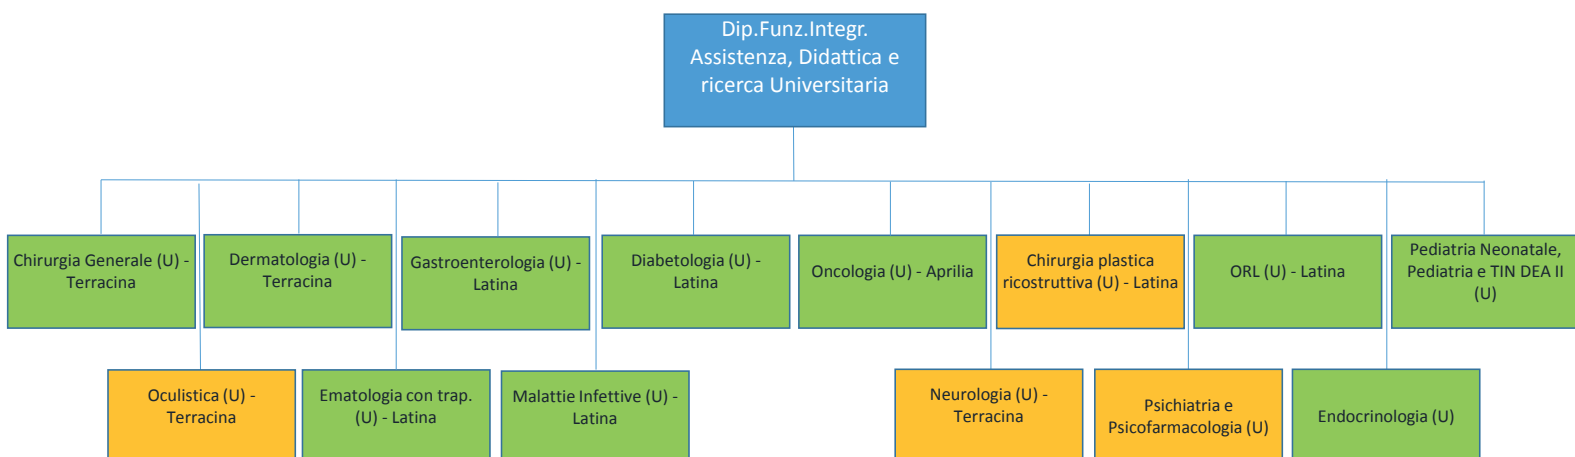 Dip.Funz.Integr.
Assistenza, Didattica e
ricerca Universitaria
Chirurgia Generale (U) -
Terracina
Dermatologia (U) -
Terracina
Gastroenterologia (U) -
Latina
Diabetologia (U) -
Latina
Oncologia (U) - Aprilia
Chirurgia plastica
ricostruttiva (U) - Latina
ORL (U) - Latina
Pediatria Neonatale,
Pediatria e TIN DEA II
(U)
Oculistica (U) -
Terracina
Ematologia con trap.
(U) - Latina
Malattie Infettive (U) -
Latina
Neurologia (U) -
Terracina
Psichiatria e
Psicofarmacologia (U)
Endocrinologia (U)